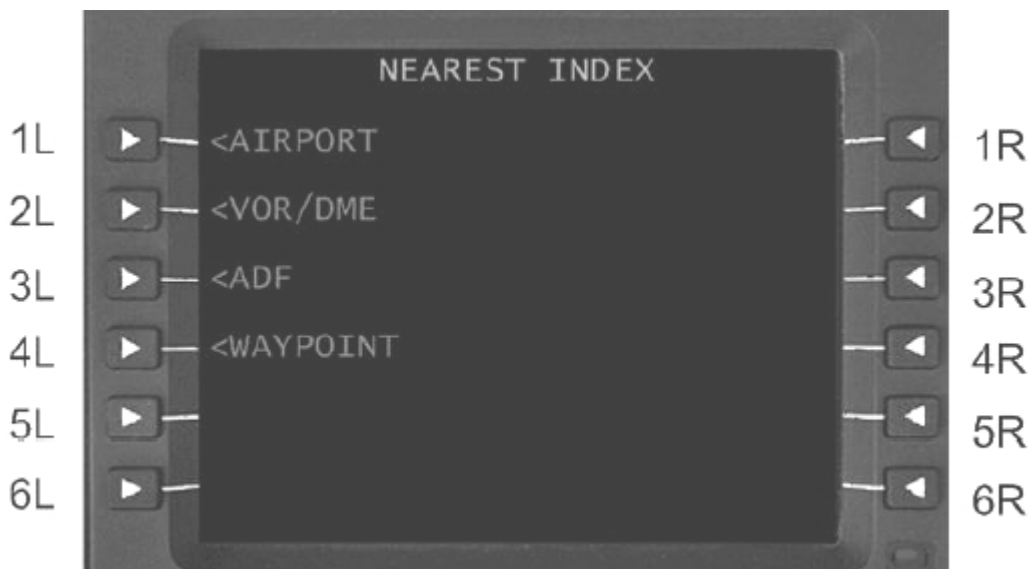 NEAREST INDEX
1L <AIRPORT 1R
2L <VOR/DME 2R
3L <ADF 3R
4L <WAYPOINT 4R
5L 5R
6L 6R